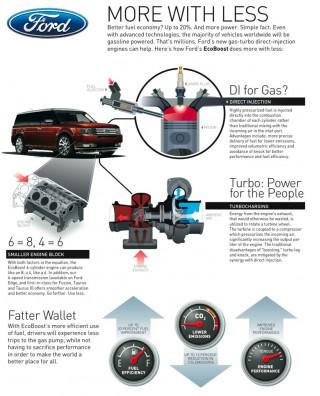 Ford
MORE WITH LESS
Better fuel economy? Up to 20%. And more power. Simple fact: Even
with advanced technologies, the majority of vehicles worldwide will be
gasoline powered. That's millions. Ford's new gas-turbo direct-injection
engines can help. Here's how Ford's EcoBoost does more with less:
FUEL
INJECTOR
PISTON
DI for Gas?
DIRECT INJECTION
Highly pressurized fuel is injected
directly into the combustion
chamber of each cylinder rather
than traditional mixing with the
incoming air in the inlet port.
Advantages include: more precise
delivery of fuel for lower emissions,
improved volumetric efficiency and
avoidance of knock for better
performance and fuel efficiency.
Turbo: Power
for the People
TURBOCHARGING
Energy from the engine's exhaust,
that would otherwise be wasted, is
utilized to rotate a turbine wheel.
The turbine is coupled to a compressor
which pressurizes the incoming air
significantly increasing the output per
liter of the engine. The traditional
disadvantages of "boosting," turbo lag
and knock, are mitigated by the
synergy with direct injection.
6 = 8, 4 = 6
SMALLER ENGINE BLOCK
With both factors in the equation, the
EcoBoost 6-cylinder engine can produce
like an 8; a 4, like a 6. In addition, our
6-speed transmission (available on Ford
Edge, and first-in-class for Fusion, Taurus
and Taurus X) offers smoother acceleration
and better economy. Go farther. Use less.
AMBIENT
AIR
EXHAUST
Fatter Wallet
With EcoBoost's more efficient use
of fuel, drivers will experience less
trips to the gas pump, while not
having to sacrifice performance
in order to make the world a
better place for all.
UP TO
20 PERCENT FUEL
IMPROVEMENT
FUEL
EFFICIENCY
CO2
LOWER
EMISSIONS
UP TO 15 PERCENT
REDUCTION IN
CO2 EMISSIONS
IMPROVED
ENGINE
PERFORMANCE
TORQUE
ENGINE
PERFORMANCE